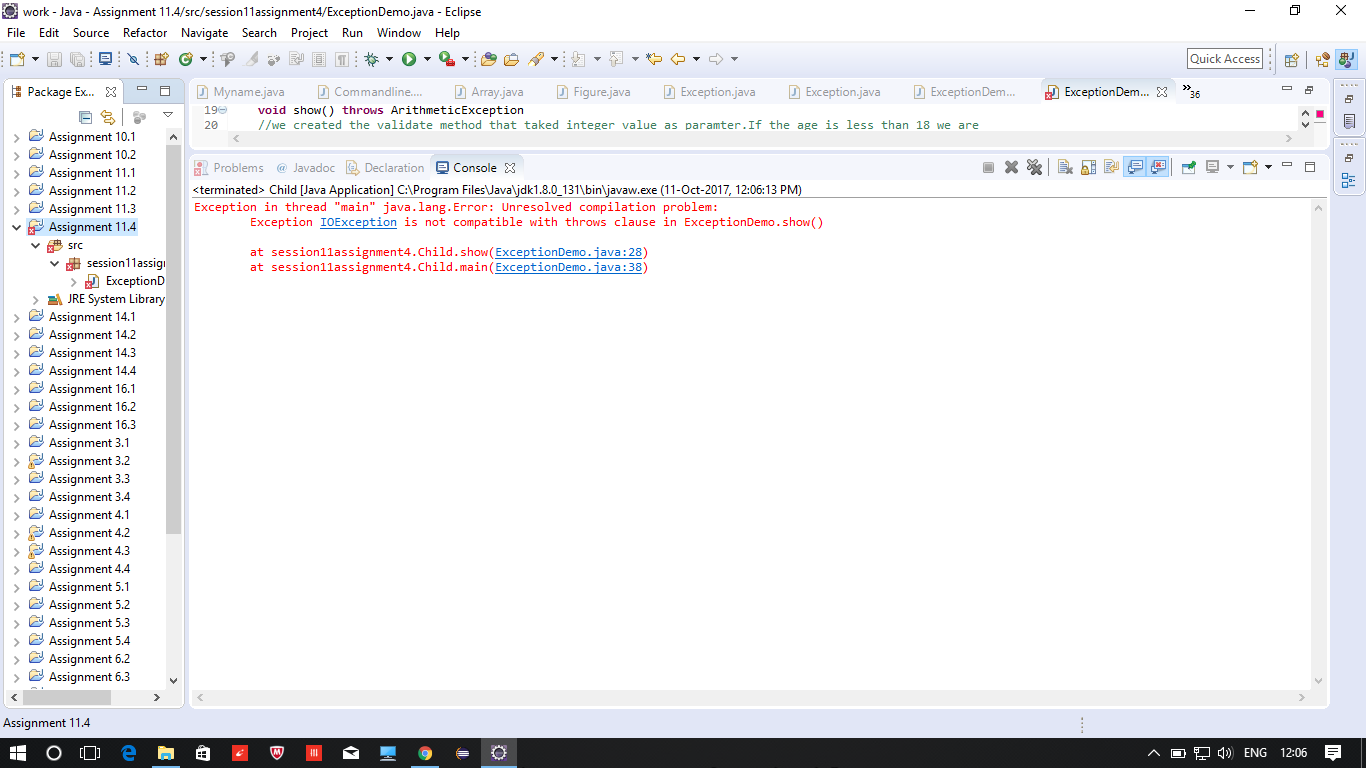 work - Java - Assignment 11.4/src/session11assignment4/ExceptionDemo.java - Eclipse
File Edit Source Refactor Navigate Search Project Run Window Help
Quick Access
Package Ex...
Myname.java Commandline.... Array.java Figure.java Exception.java Exception.java ExceptionDem... ExceptionDem... »36
19 void show() throws ArithmeticException
20 //we created the validate method that taked integer value as paramter.If the age is less than 18 we are
Problems @ Javadoc Declaration Console
<terminated> Child [Java Application] C:\Program Files\Java\jdk1.8.0_131\bin\javaw.exe (11-Oct-2017, 12:06:13 PM)
Exception in thread "main" java.lang.Error: Unresolved compilation problem:
Exception IOException is not compatible with throws clause in ExceptionDemo.show()
at session11assignment4.Child.show(ExceptionDemo.java:28)
at session11assignment4.Child.main(ExceptionDemo.java:38)
Assignment 10.1
Assignment 10.2
Assignment 11.1
Assignment 11.2
Assignment 11.3
Assignment 11.4
src
session11assign
ExceptionD
JRE System Library
Assignment 14.1
Assignment 14.2
Assignment 14.3
Assignment 14.4
Assignment 16.1
Assignment 16.2
Assignment 16.3
Assignment 3.1
Assignment 3.2
Assignment 3.3
Assignment 3.4
Assignment 4.1
Assignment 4.2
Assignment 4.3
Assignment 4.4
Assignment 5.1
Assignment 5.2
Assignment 5.3
Assignment 5.4
Assignment 6.2
Assignment 6.3
Assignment 11.4
ENG 12:06